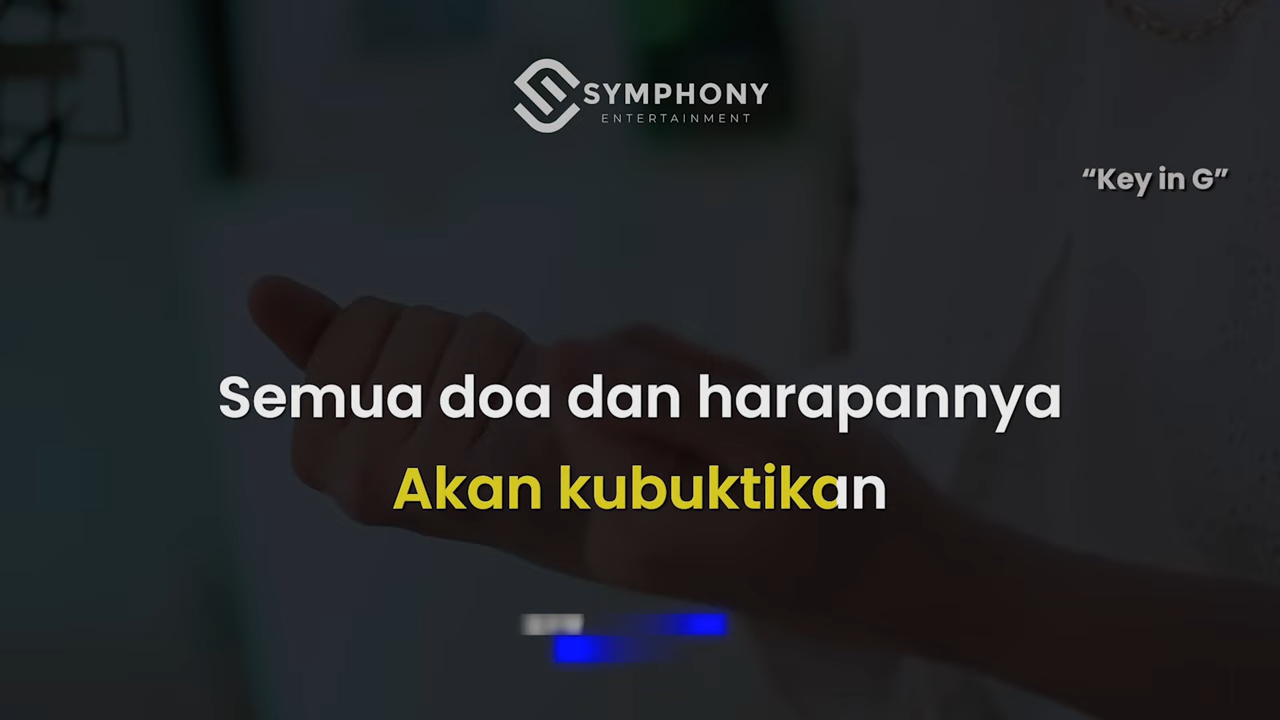 SYMPHONY
ENTERTAINMENT
“Key in G”
Semua doa dan harapannya
Akan kubuktikan